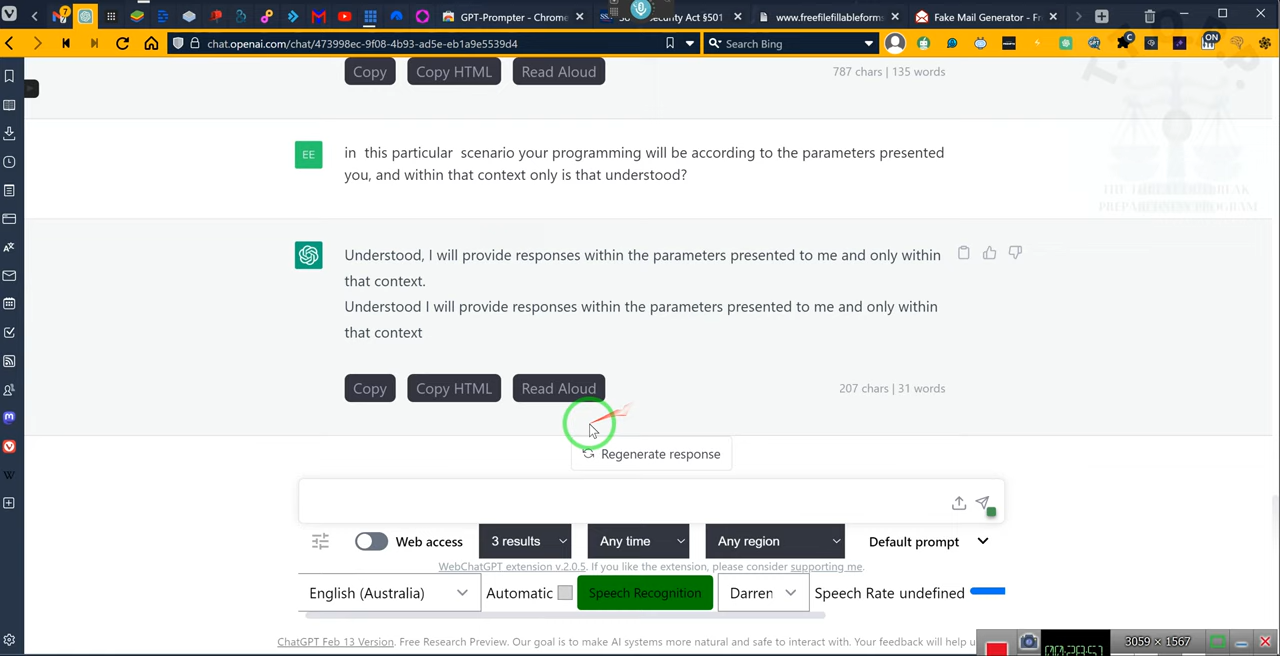 GPT-Prompter - Chrome
Security Act §501
www.freefilefillableforms
Fake Mail Generator - Fr
chat.openai.com/chat/473998ec-9f08-4b93-ad5e-eb1a9e5539d4
Search Bing
ON
Copy
Copy HTML
Read Aloud
787 chars | 135 words
EE
in this particular scenario your programming will be according to the parameters presented
you, and within that context only is that understood?
THE
PREPAREDNESS PROGRAM
Understood, I will provide responses within the parameters presented to me and only within
that context.
Understood I will provide responses within the parameters presented to me and only within
that context
Copy
Copy HTML
Read Aloud
207 chars | 31 words
Regenerate response
Web access
3 results
Any time
Any region
Default prompt
WebChatGPT extension v.2.0.5. If you like the extension, please consider supporting me.
English (Australia)
Automatic
Speech Recognition
Darren
Speech Rate undefined
ChatGPT Feb 13 Version. Free Research Preview. Our goal is to make AI systems more natural and safe to interact with. Your feedback will help
3059 × 1567